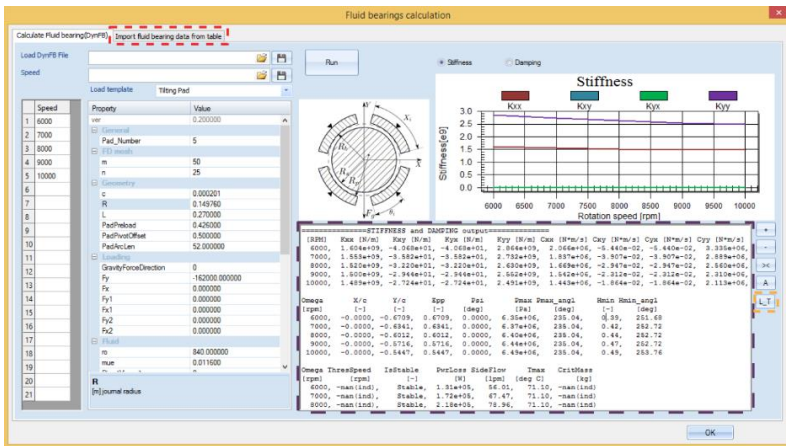 Fluid bearings calculation
Calculate Fluid bearing(DynFB)
Import fluid bearing data from table
Load DynFB File
Speed
Run
Stiffness
Damping
Load template
Tilting Pad
Speed
1 6000
2 7000
3 8000
4 9000
5 10000
6
7
8
9
10
11
12
13
14
15
16
17
18
19
20
21
Property Value
ver 0.200000
General
Pad_Number 5
FD mesh
m 50
n 25
Geometry
c 0.000201
R 0.149760
L 0.270000
PadPreload 0.426000
PadPivotOffset 0.500000
PadArcLen 52.000000
Loading
GravityForceDirection 0
Fy -162000.000000
Fx 0.000000
Fy1 0.000000
Fx1 0.000000
Fy2 0.000000
Fx2 0.000000
Fluid
ro 840.000000
mue 0.011600
R
[m] journal radius
Stiffness
Kxx Kxy Kyx Kyy
Stiffness[e9]
3.0
2.5
2.0
1.5
1.0
0.5
0.0
6000 6500 7000 7500 8000 8500 9000 9500 10000
Rotation speed [rpm]
===============STIFFNESS and DAMPING output==============
[RPM] Kxx [N/m] Kxy [N/m] Kyx [N/m] Kyy [N/m] Cxx [N*m/s] Cxy [N*m/s] Cyx [N*m/s] Cyy [N*m/s]
6000, 1.604e+09, -4.068e+01, -4.068e+01, 2.864e+09, 2.066e+06, -5.440e-02, -5.440e-02, 3.335e+06,
7000, 1.553e+09, -3.582e+01, -3.582e+01, 2.732e+09, 1.837e+06, -3.907e-02, -3.907e-02, 2.889e+06,
8000, 1.520e+09, -3.220e+01, -3.220e+01, 2.630e+09, 1.669e+06, -2.947e-02, -2.947e-02, 2.560e+06,
9000, 1.500e+09, -2.944e+01, -2.944e+01, 2.552e+09, 1.542e+06, -2.312e-02, -2.312e-02, 2.310e+06,
10000, 1.489e+09, -2.724e+01, -2.724e+01, 2.491e+09, 1.443e+06, -1.864e-02, -1.864e-02, 2.113e+06,
Omega X/c Y/c Epp Psi Pmax Pmax_angl Hmin Hmin_angl
[rpm] [-] [-] [-] [deg] [Pa] [deg] [-] [deg]
6000, -0.0000, -0.6709, 0.6709, 0.0000, 6.35e+06, 235.04, 0.39, 251.68
7000, -0.0000, -0.6341, 0.6341, 0.0000, 6.37e+06, 235.04, 0.42, 252.72
8000, -0.0000, -0.6012, 0.6012, 0.0000, 6.40e+06, 235.04, 0.44, 252.72
9000, -0.0000, -0.5716, 0.5716, 0.0000, 6.44e+06, 235.04, 0.47, 252.72
10000, -0.0000, -0.5447, 0.5447, 0.0000, 6.49e+06, 235.04, 0.49, 253.76
Omega ThresSpeed IsStable PwrLoss SideFlow Tmax CritMass
[rpm] [rpm] [-] [W] [lpm] [deg C] [kg]
6000, -nan(ind), Stable, 1.31e+05, 56.01, 71.10, -nan(ind)
7000, -nan(ind), Stable, 1.72e+05, 67.47, 71.10, -nan(ind)
8000, -nan(ind), Stable, 2.18e+05, 78.96, 71.10, -nan(ind)
+
-
><
A
L_T
OK